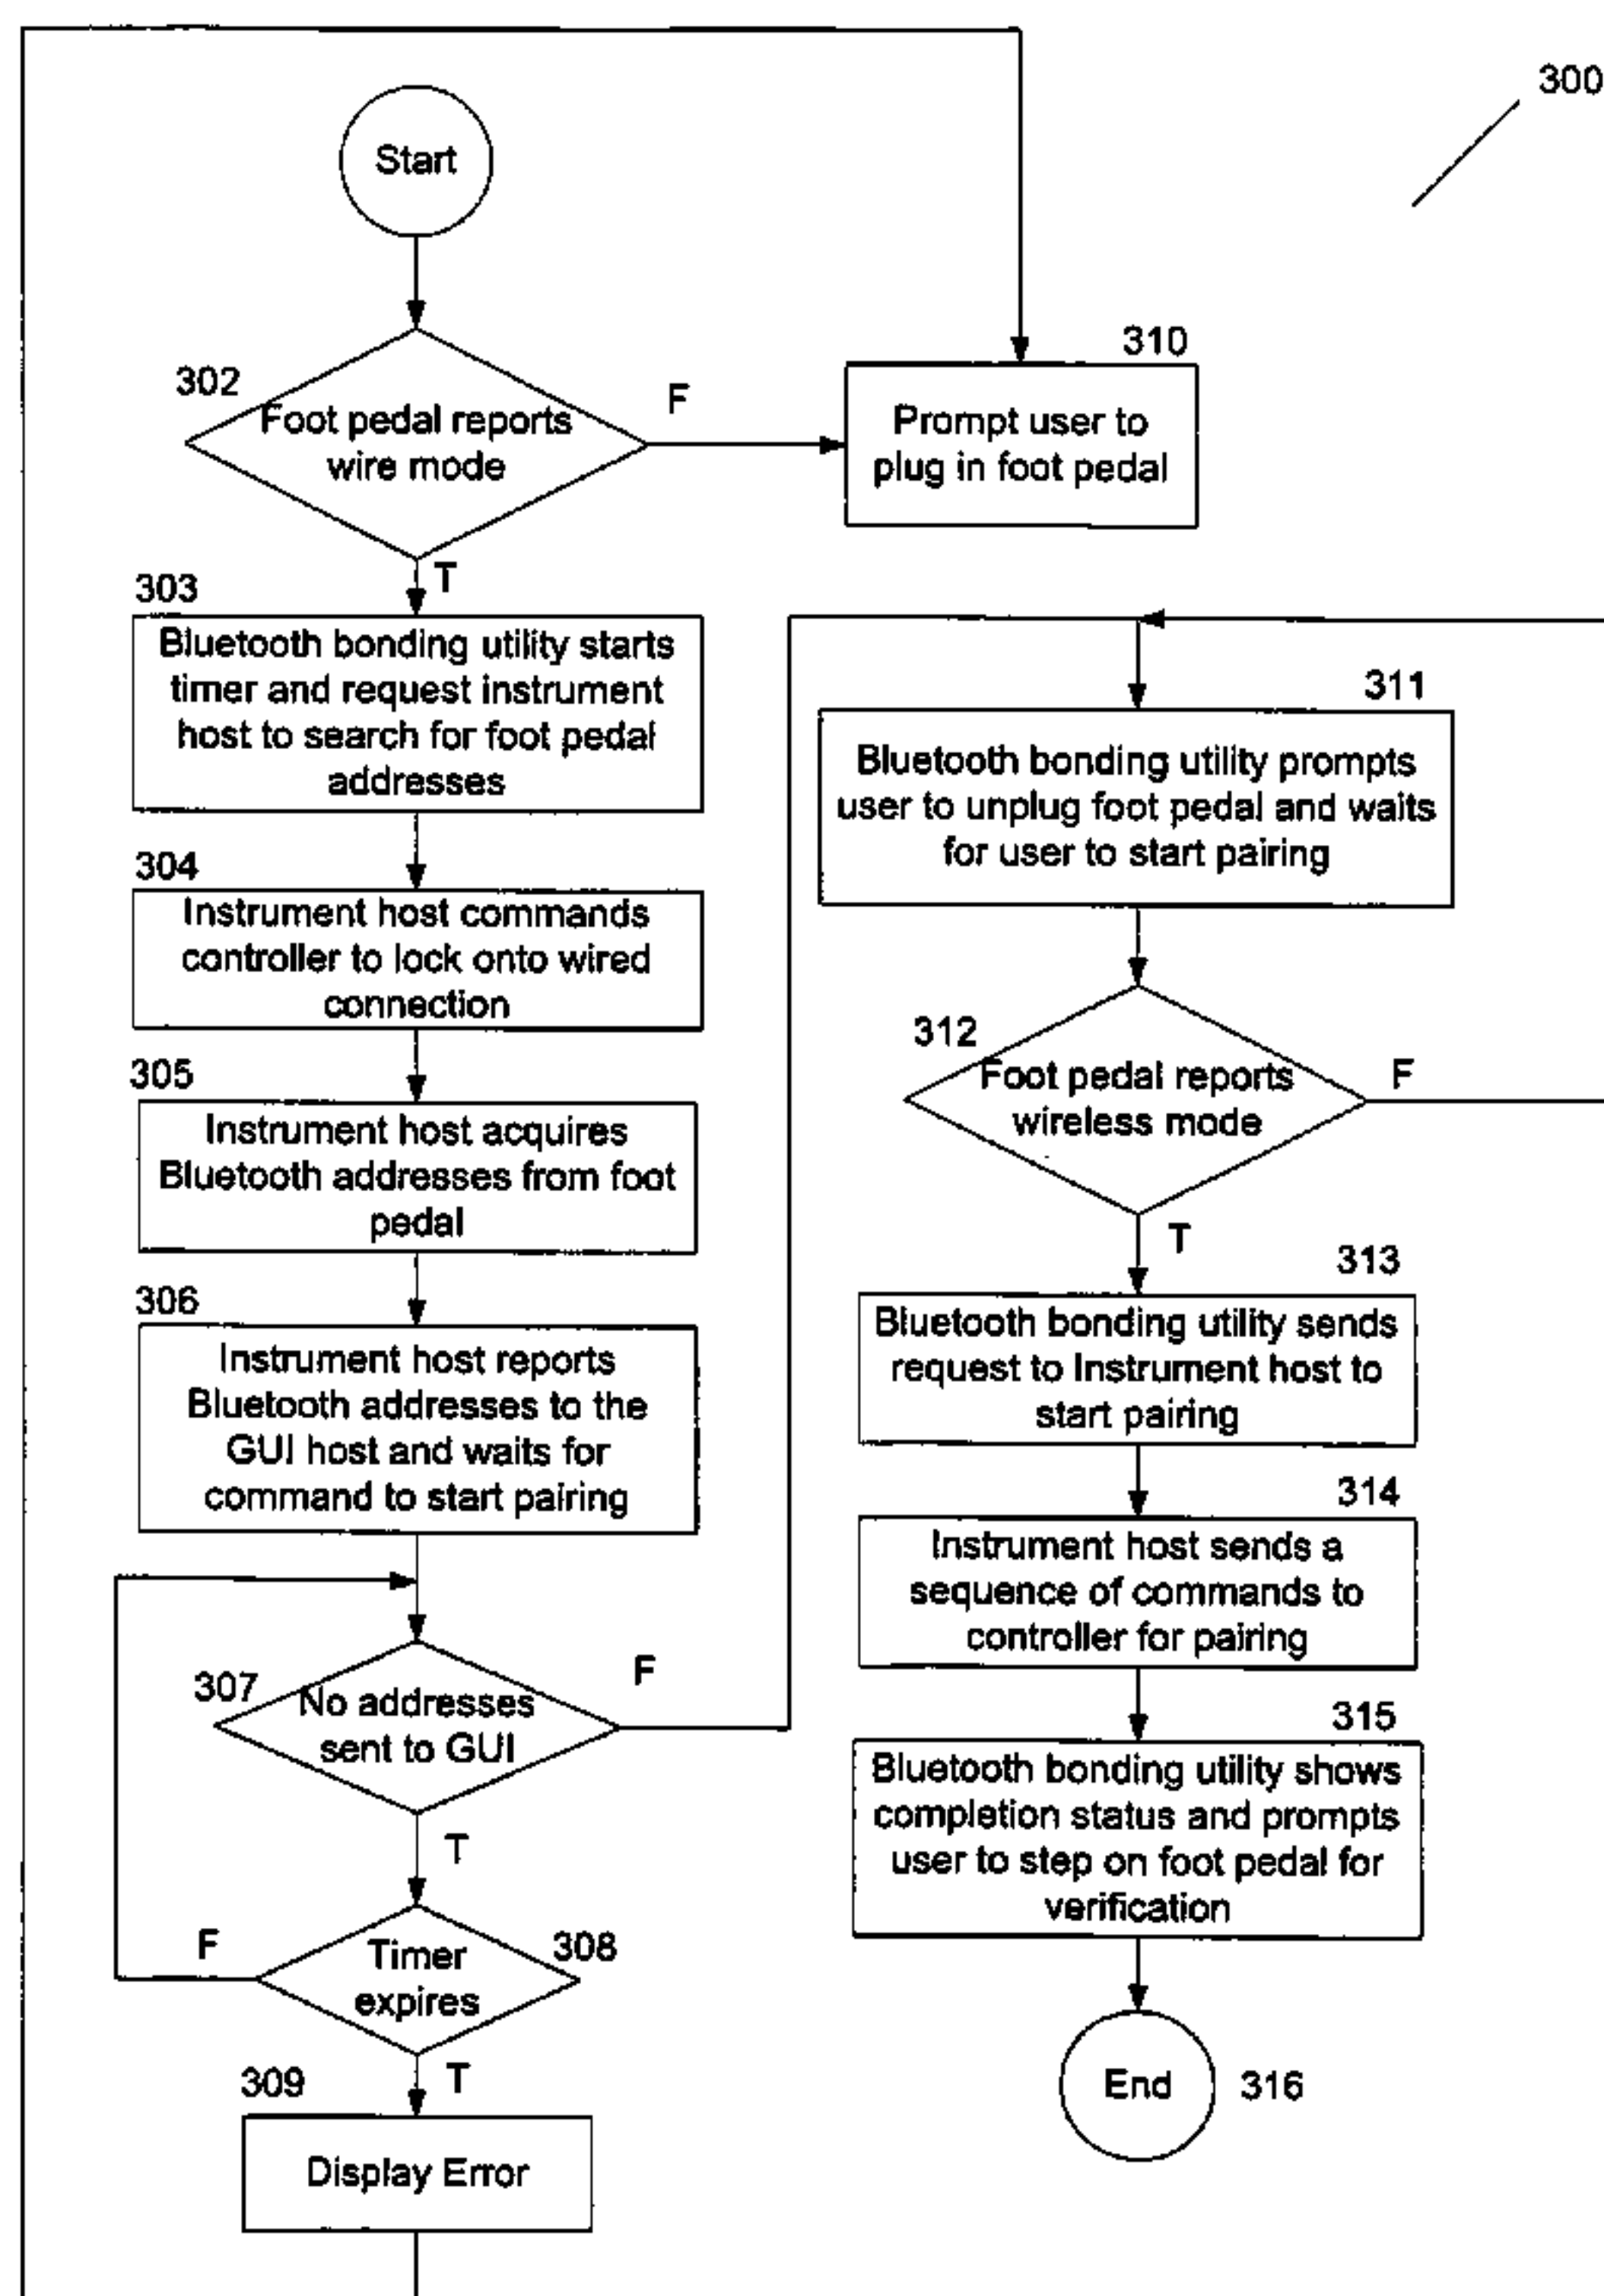 300
Start
302
Foot pedal reports
wire mode
F
T
310
Prompt user to
plug in foot pedal
303
Bluetooth bonding utility starts
timer and request instrument
host to search for foot pedal
addresses
304
Instrument host commands
controller to lock onto wired
connection
305
Instrument host acquires
Bluetooth addresses from foot
pedal
306
Instrument host reports
Bluetooth addresses to the
GUI host and waits for
command to start pairing
307
No addresses
sent to GUI
F
T
308
Timer
expires
F
T
309
Display Error
311
Bluetooth bonding utility prompts
user to unplug foot pedal and waits
for user to start pairing
312
Foot pedal reports
wireless mode
F
T
313
Bluetooth bonding utility sends
request to Instrument host to
start pairing
314
Instrument host sends a
sequence of commands to
controller for pairing
315
Bluetooth bonding utility shows
completion status and prompts
user to step on foot pedal for
verification
End
316